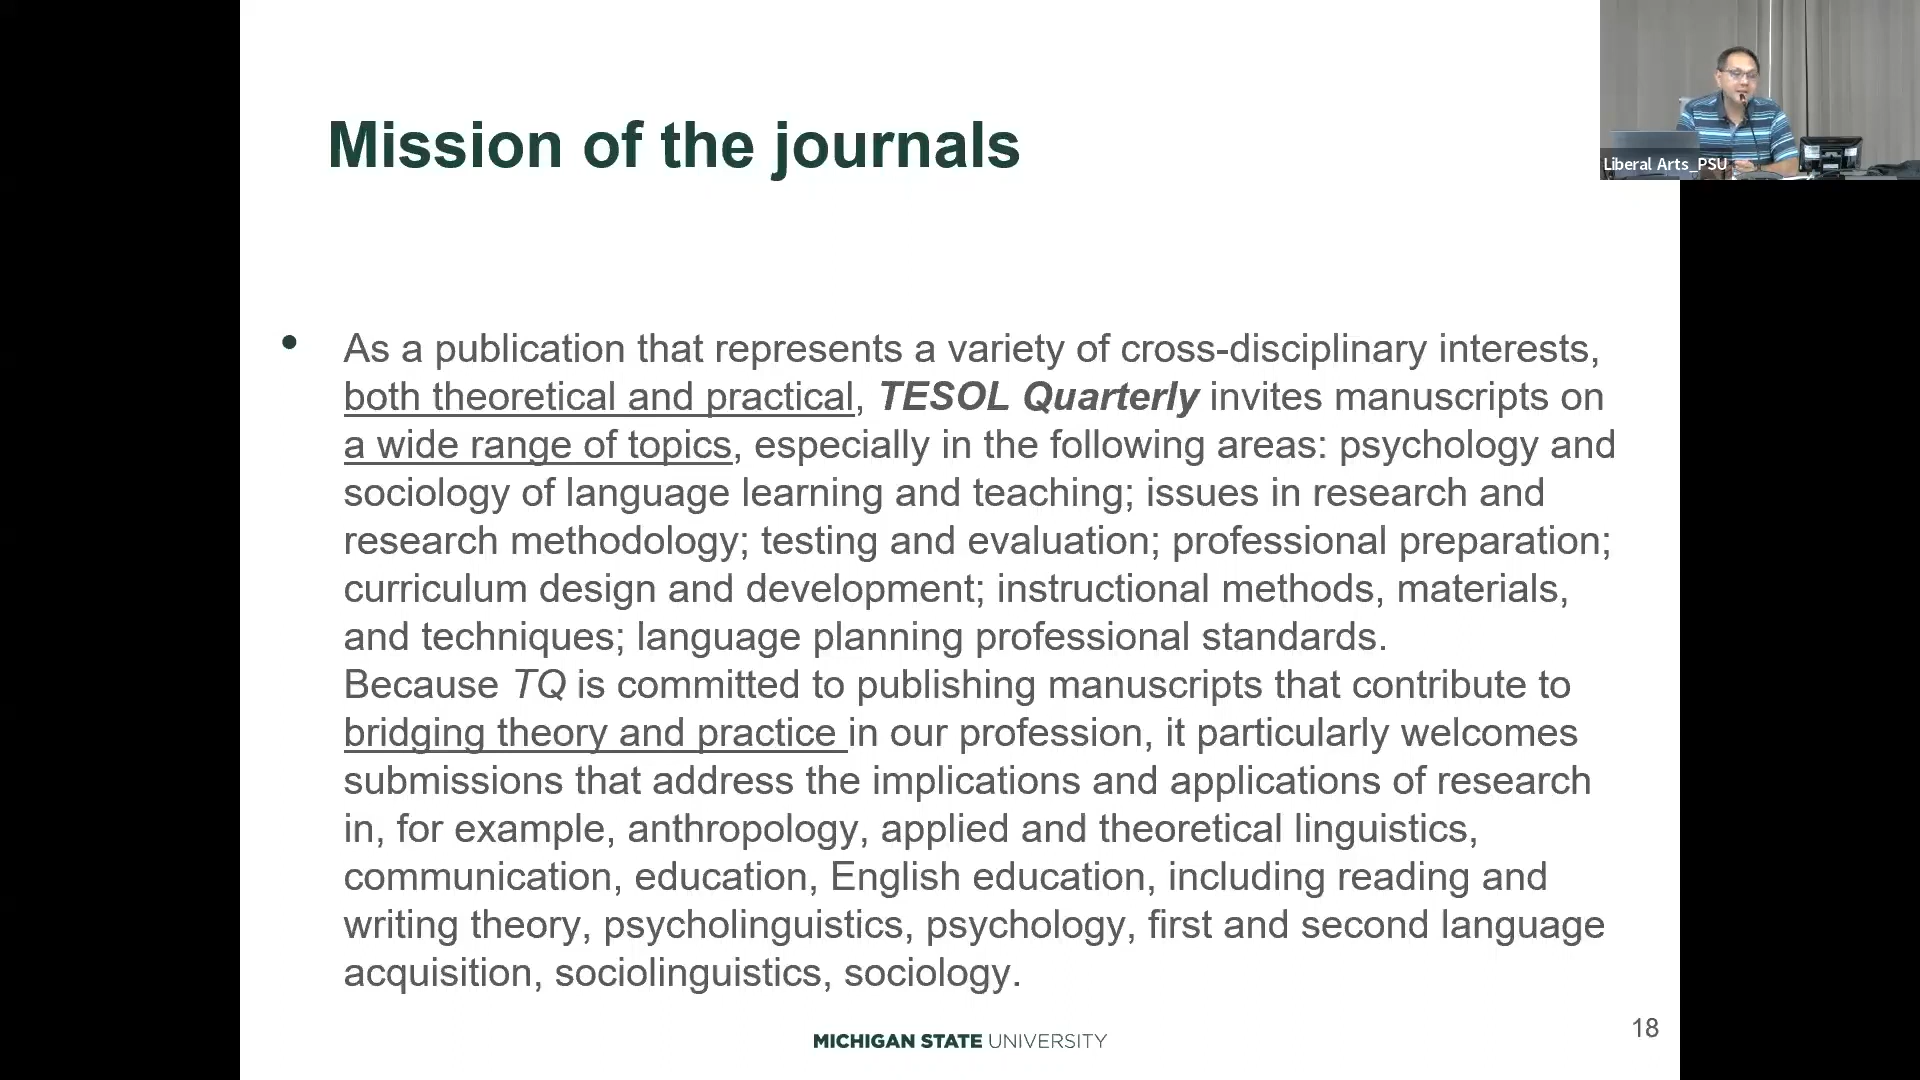 Mission of the journals
Liberal Arts_PSU
• As a publication that represents a variety of cross-disciplinary interests,
both theoretical and practical, TESOL Quarterly invites manuscripts on
a wide range of topics, especially in the following areas: psychology and
sociology of language learning and teaching; issues in research and
research methodology; testing and evaluation; professional preparation;
curriculum design and development; instructional methods, materials,
and techniques; language planning professional standards.
Because TQ is committed to publishing manuscripts that contribute to
bridging theory and practice in our profession, it particularly welcomes
submissions that address the implications and applications of research
in, for example, anthropology, applied and theoretical linguistics,
communication, education, English education, including reading and
writing theory, psycholinguistics, psychology, first and second language
acquisition, sociolinguistics, sociology.
MICHIGAN STATE UNIVERSITY
18